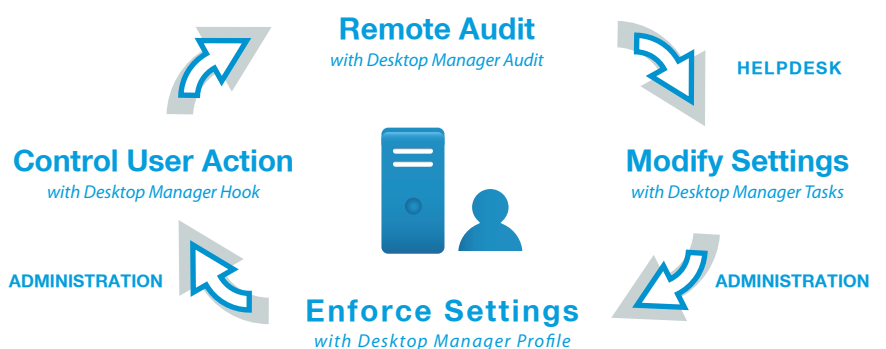 Remote Audit
with Desktop Manager Audit
HELPDESK
Control User Action
with Desktop Manager Hook
Modify Settings
with Desktop Manager Tasks
ADMINISTRATION
ADMINISTRATION
Enforce Settings
with Desktop Manager Profile